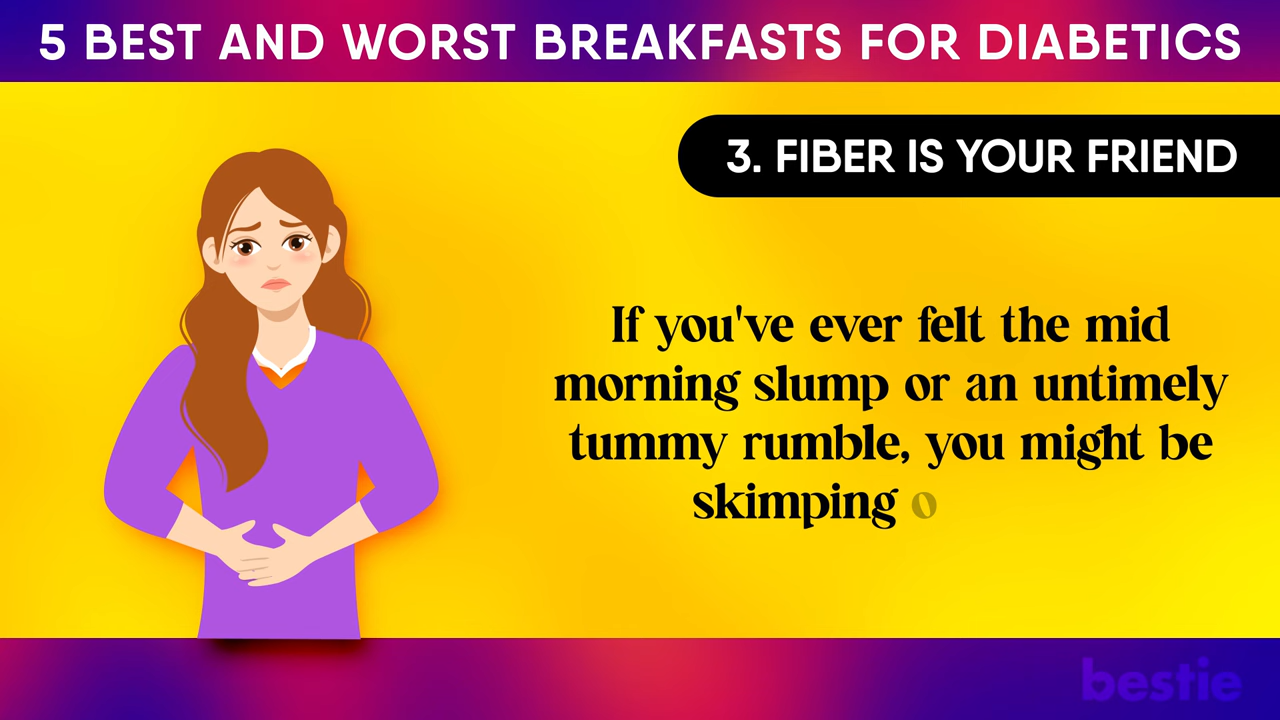 5 BEST AND WORST BREAKFASTS FOR DIABETICS
3. FIBER IS YOUR FRIEND
If you've ever felt the mid
morning slump or an untimely
tummy rumble, you might be
skimping o
bestie